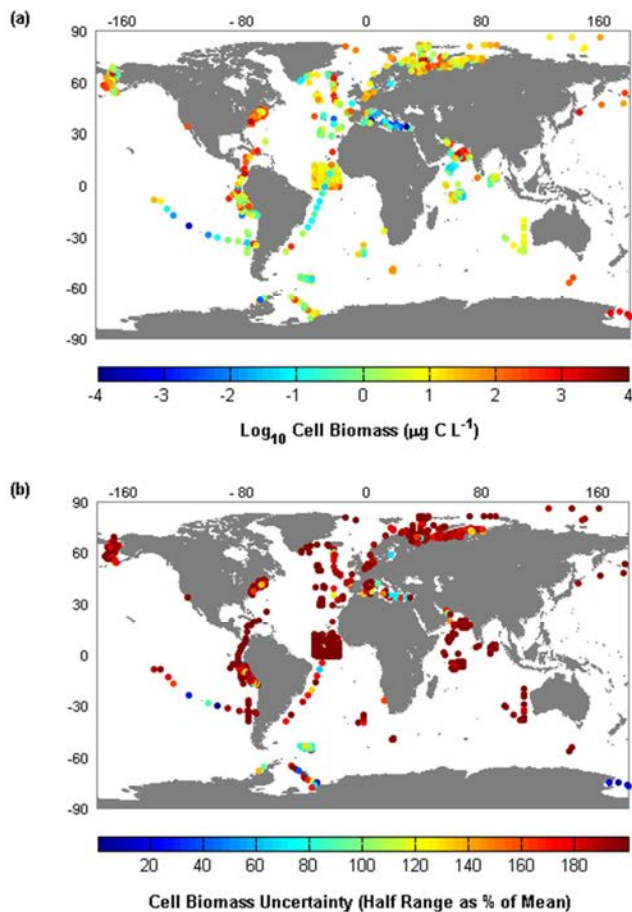 (a)
-160 -80 0 80 160
90
60
30
0
-30
-60
-90
-4 -3 -2 -1 0 1 2 3 4
Log10 Cell Biomass (µg C L-1)
(b)
-160 -80 0 80 160
90
60
30
0
-30
-60
-90
20 40 60 80 100 120 140 160 180
Cell Biomass Uncertainty (Half Range as % of Mean)